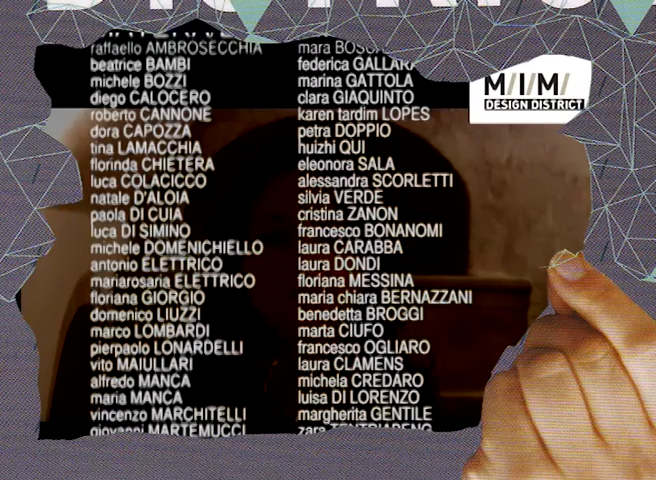 raffaello AMBROSECCHIA
beatrice BAMBI
michele BOZZI
diego CALOCERO
roberto CANNONE
dora CAPOZZA
tina LAMACCHIA
florinda CHIETERA
luca COLACICCO
natale D'ALOIA
paola DI CUIA
luca DI SIMINO
michele DOMENICHIELLO
antonio ELETTRICO
mariarosaria ELETTRICO
floriana GIORGIO
domenico LIUZZI
marco LOMBARDI
pierpaolo LONARDELLI
vito MAIULLARI
alfredo MANCA
maria MANCA
vincenzo MARCHITELLI
giovanni MARTEMUCCI
mara
federica
marina GATTOLA
clara GIAQUINTO
karen tardim LOPES
petra DOPPIO
huizhi QUI
eleonora SALA
alessandra SCORLETTI
silvia VERDE
cristina ZANON
francesco BONANOMI
laura CARABBA
laura DONDI
floriana MESSINA
maria chiara BERNAZZANI
benedetta BROGGI
marta CIUFO
francesco OGLIARO
laura CLAMENS
michela CREDARO
luisa DI LORENZO
margherita GENTILE
zara
M/I/M/
DESIGN DISTRICT